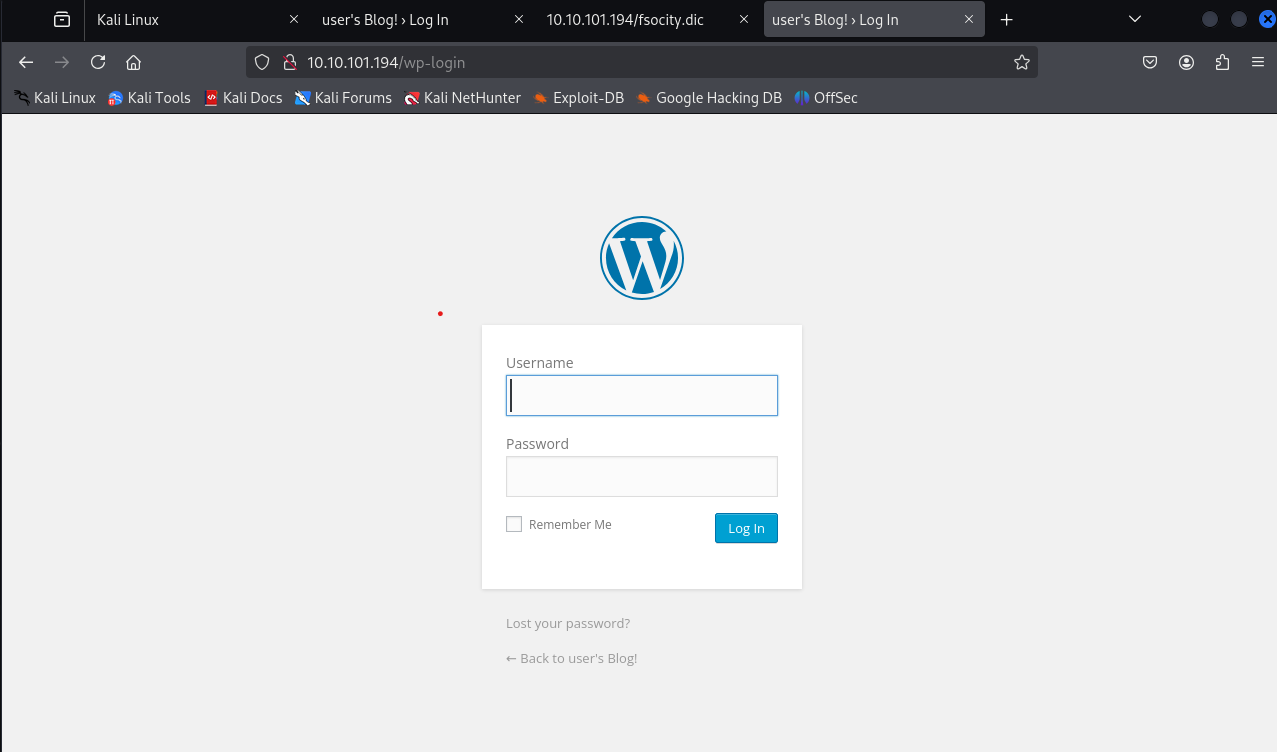 Kali Linux
user's Blog! › Log In
10.10.101.194/fsocity.dic
user's Blog! › Log In
10.10.101.194/wp-login
Kali Linux
Kali Tools
Kali Docs
Kali Forums
Kali NetHunter
Exploit-DB
Google Hacking DB
OffSec
Username
Password
Remember Me
Log In
Lost your password?
← Back to user's Blog!